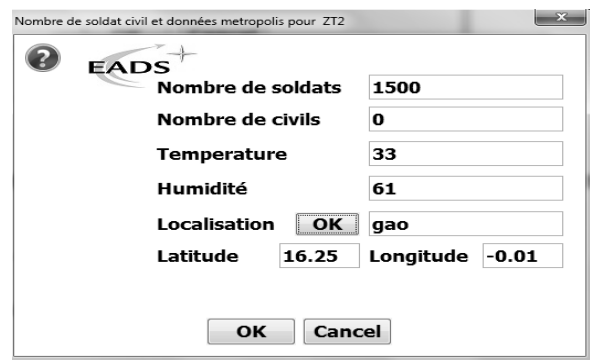 Nombre de soldat civil et données metropolis pour ZT2
EADS
Nombre de soldats 1500
Nombre de civils 0
Temperature 33
Humidité 61
Localisation OK gao
Latitude 16.25 Longitude -0.01
OK Cancel